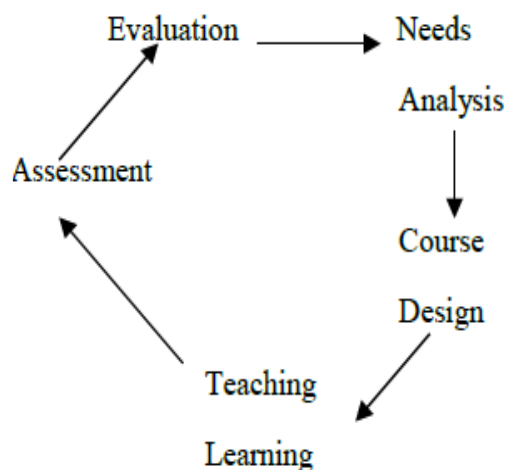 Evaluation
Needs
Analysis
Assessment
Course
Design
Teaching
Learning